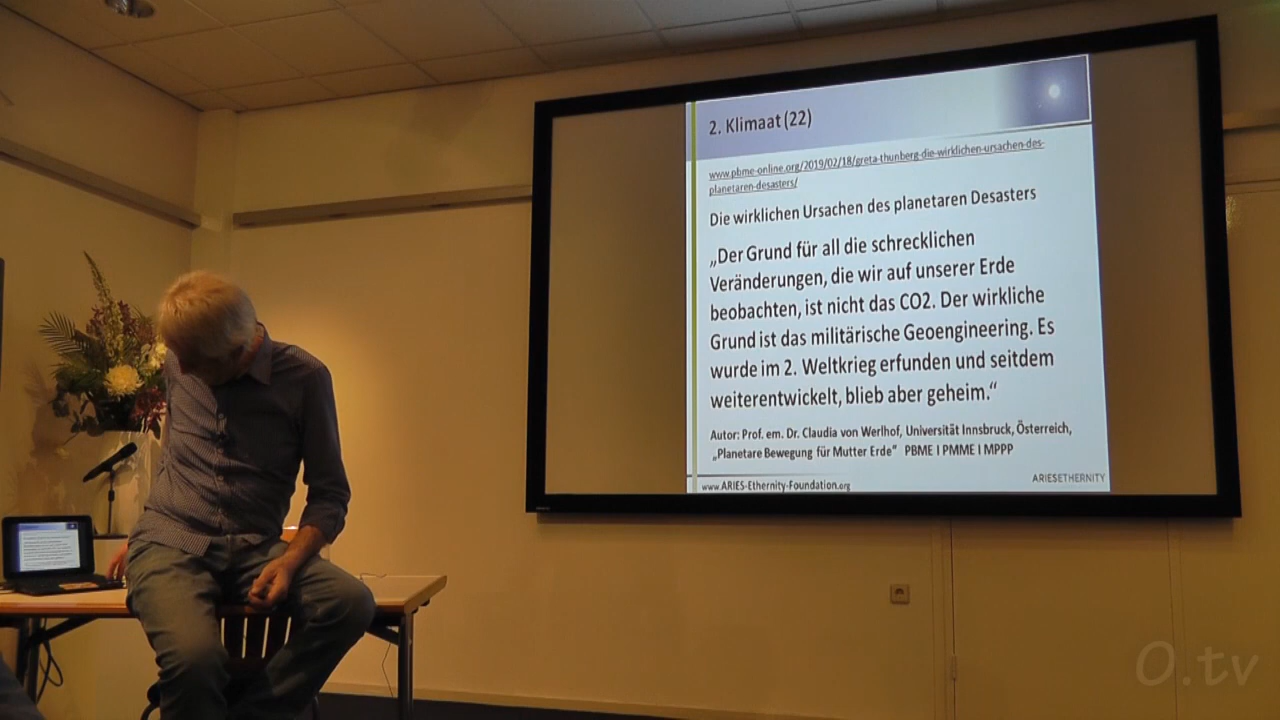 2. Klimaat (22)
www.pbme-online.org/2019/02/18/greta-thunberg-die-wirklichen-ursachen-des-
planetaren-desasters/
Die wirklichen Ursachen des planetaren Desasters
„Der Grund für all die schrecklichen
Veränderungen, die wir auf unserer Erde
beobachten, ist nicht das CO2. Der wirkliche
Grund ist das militärische Geoengineering. Es
wurde im 2. Weltkrieg erfunden und seitdem
weiterentwickelt, blieb aber geheim.“
Autor: Prof. em. Dr. Claudia von Werlhof, Universität Innsbruck, Österreich,
„Planetare Bewegung für Mutter Erde“ PBME I PMME I MPPP
www.ARIES-Ethernity-Foundation.org
ARIESETHERNITY
O.tv